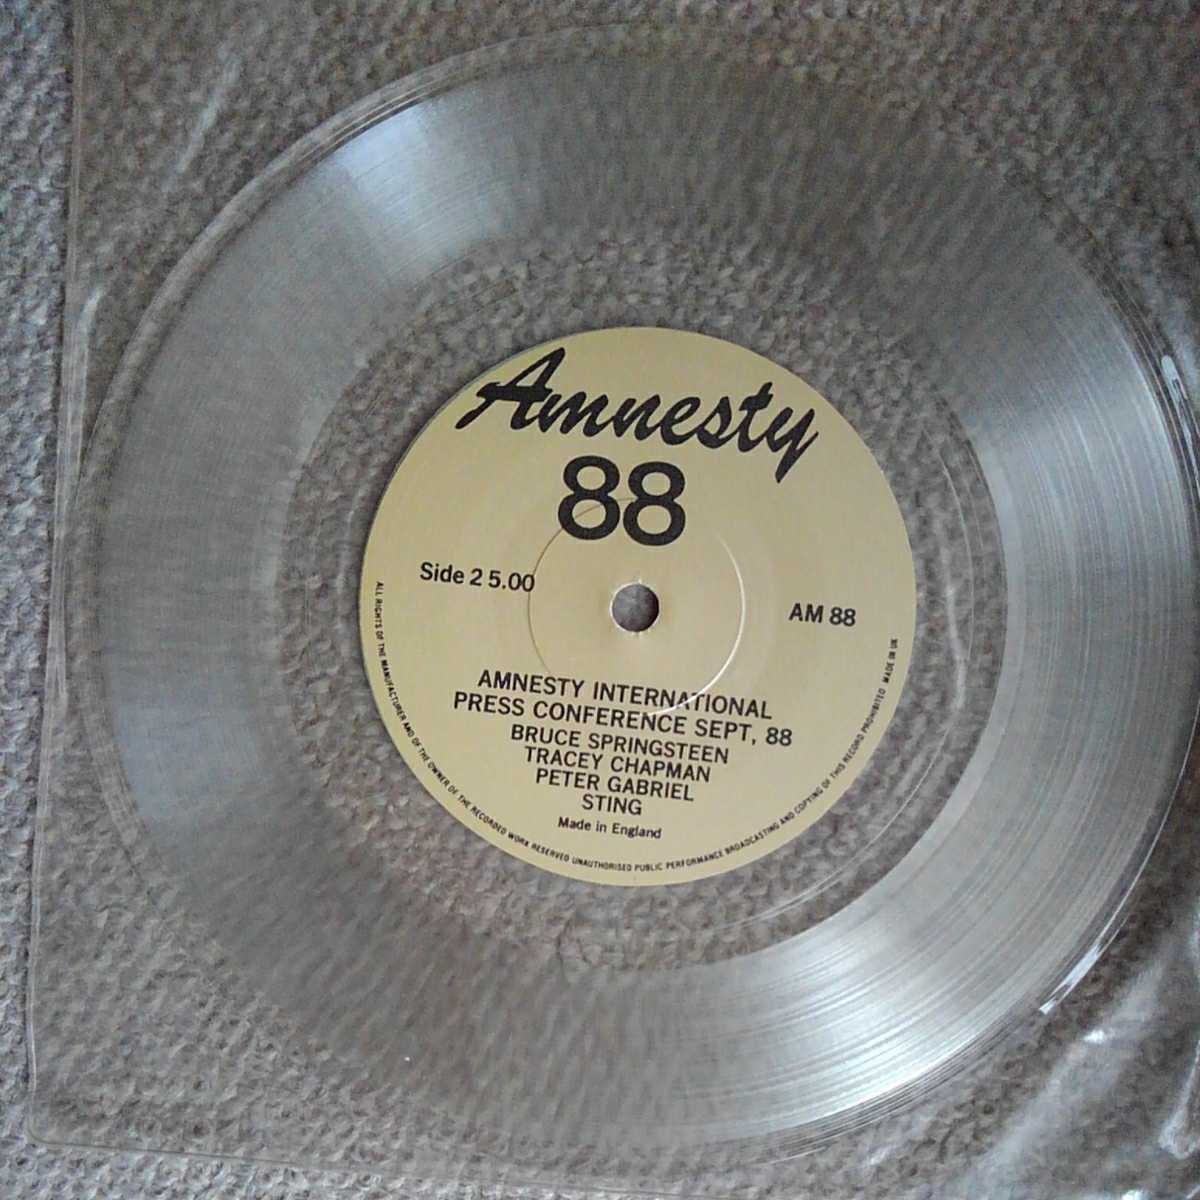 Amnesty
88
Side 2 5.00
AM 88
AMNESTY INTERNATIONAL
PRESS CONFERENCE SEPT, 88
BRUCE SPRINGSTEEN
TRACEY CHAPMAN
PETER GABRIEL
STING
Made in England
ALL RIGHTS OF THE MANUFACTURER AND OF THE OWNER OF THE RECORDED WORK RESERVED UNAUTHORISED PUBLIC PERFORMANCE BROADCASTING AND COPYING OF THIS RECORD PROHIBITED MADE IN UK